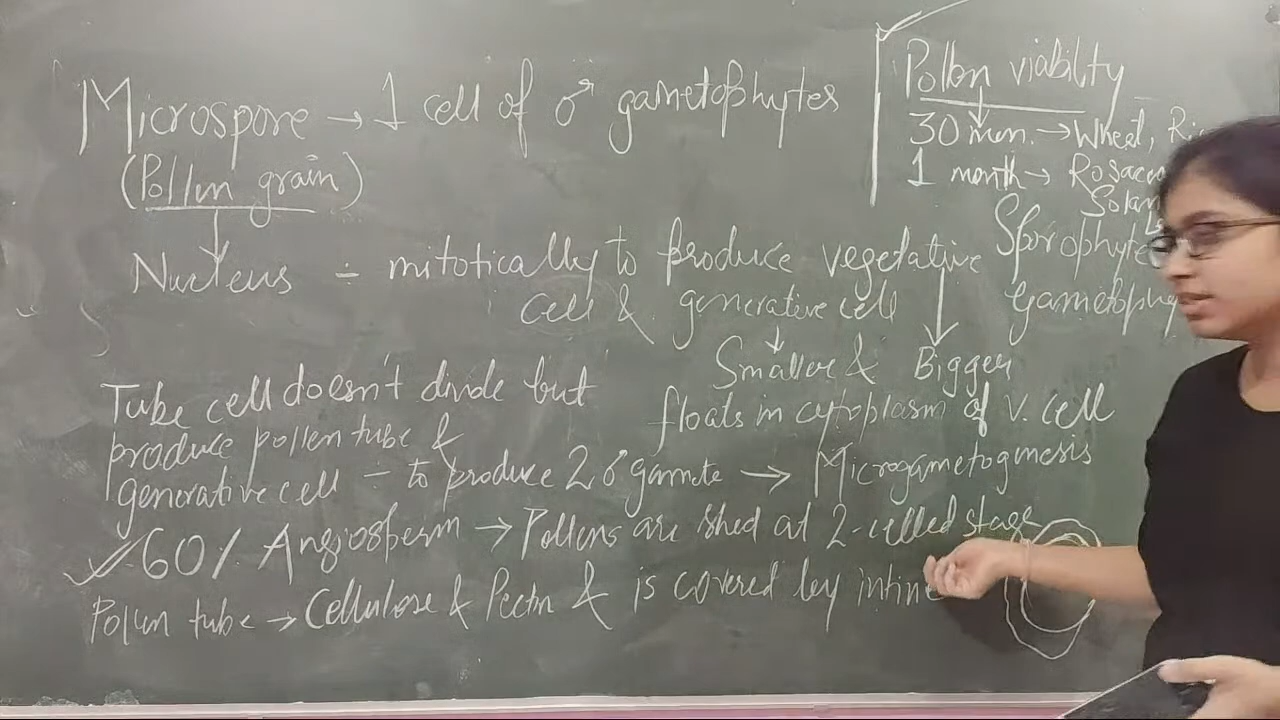 Microspore → 1 cell of ♂ gametophytes
(Pollen grain)
↓
Nucleus ÷ mitotically to produce vegetative
cell & generative cell
↓ ↓
Smaller & Bigger
floats in cytoplasm of V. cell
Tube cell doesn't divide but
produce pollen tube &
generative cell ÷ to produce 2 ♂ gamete → Microgametogenesis
✓ 60% Angiosperm → Pollens are shed at 2-celled stage
Pollen tube → Cellulose & Pectin & is covered by intine
Pollen viability
↓
30 min. → Wheat,
1 month →